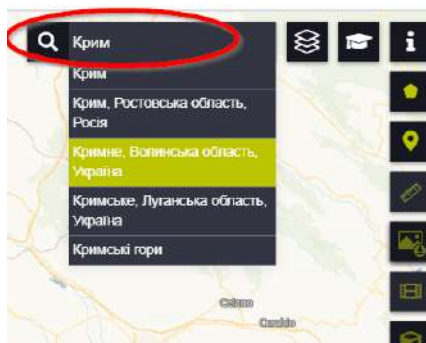 Крим
Крим
Крим, Ростовська область,
Росія
Кримне, Волинська область,
Україна
Кримське, Луганська область,
Україна
Кримські гори